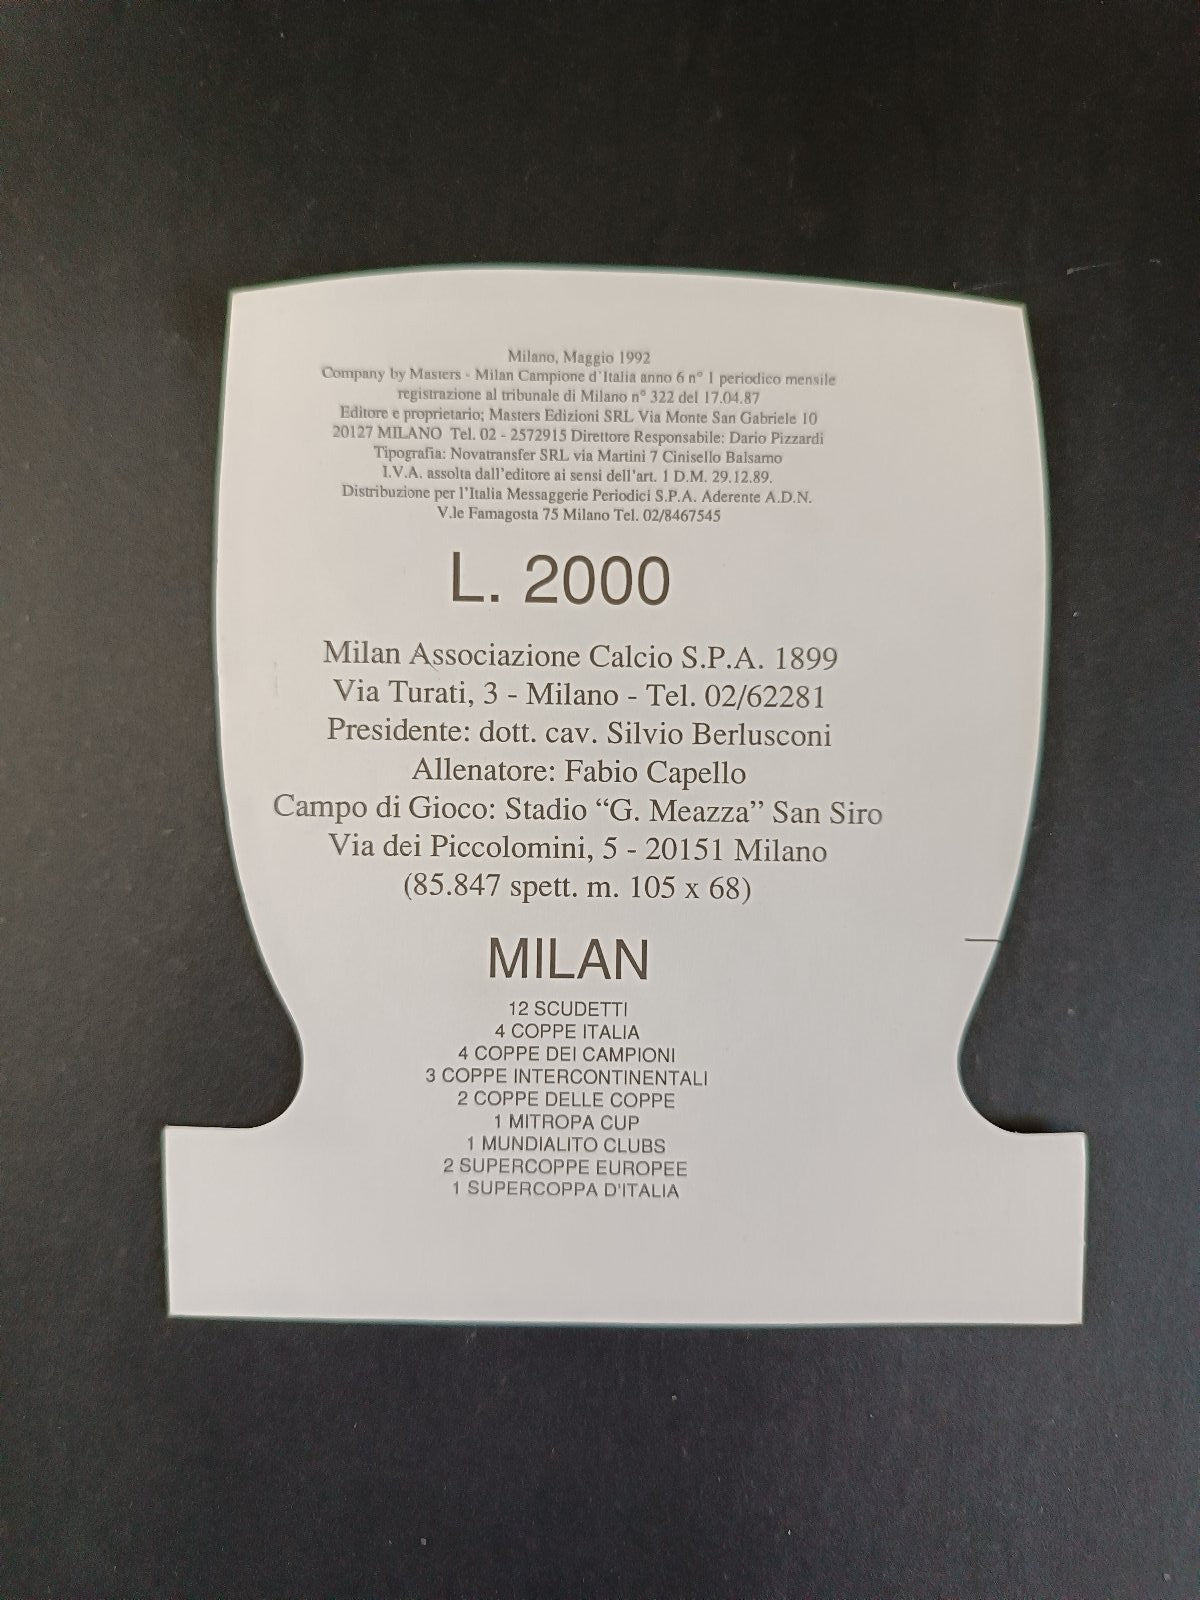 Milano, Maggio 1992
Company by Masters - Milan Campione d'Italia anno 6 n° 1 periodico mensile
registrazione al tribunale di Milano n° 322 del 17.04.87
Editore e proprietario; Masters Edizioni SRL Via Monte San Gabriele 10
20127 MILANO Tel. 02 - 2572915 Direttore Responsabile: Dario Pizzardi
Tipografia: Novatransfer SRL via Martini 7 Cinisello Balsamo
I.V.A. assolta dall'editore ai sensi dell'art. 1 D.M. 29.12.89.
Distribuzione per l'Italia Messaggerie Periodici S.P.A. Aderente A.D.N.
V.le Famagosta 75 Milano Tel. 02/8467545
L. 2000
Milan Associazione Calcio S.P.A. 1899
Via Turati, 3 - Milano - Tel. 02/62281
Presidente: dott. cav. Silvio Berlusconi
Allenatore: Fabio Capello
Campo di Gioco: Stadio “G. Meazza” San Siro
Via dei Piccolomini, 5 - 20151 Milano
(85.847 spett. m. 105 x 68)
MILAN
12 SCUDETTI
4 COPPE ITALIA
4 COPPE DEI CAMPIONI
3 COPPE INTERCONTINENTALI
2 COPPE DELLE COPPE
1 MITROPA CUP
1 MUNDIALITO CLUBS
2 SUPERCOPPE EUROPEE
1 SUPERCOPPA D'ITALIA